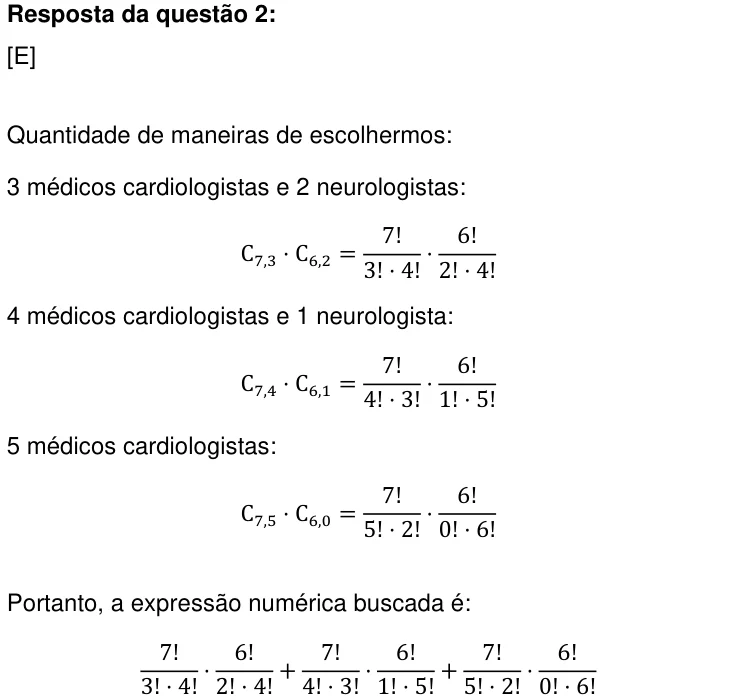 Resposta da questão 2:
[E]
Quantidade de maneiras de escolhermos:
3 médicos cardiologistas e 2 neurologistas:
C₇,₃ · C₆,₂ = 7!/(3! · 4!) · 6!/(2! · 4!)
4 médicos cardiologistas e 1 neurologista:
C₇,₄ · C₆,₁ = 7!/(4! · 3!) · 6!/(1! · 5!)
5 médicos cardiologistas:
C₇,₅ · C₆,₀ = 7!/(5! · 2!) · 6!/(0! · 6!)
Portanto, a expressão numérica buscada é:
7!/(3! · 4!) · 6!/(2! · 4!) + 7!/(4! · 3!) · 6!/(1! · 5!) + 7!/(5! · 2!) · 6!/(0! · 6!)